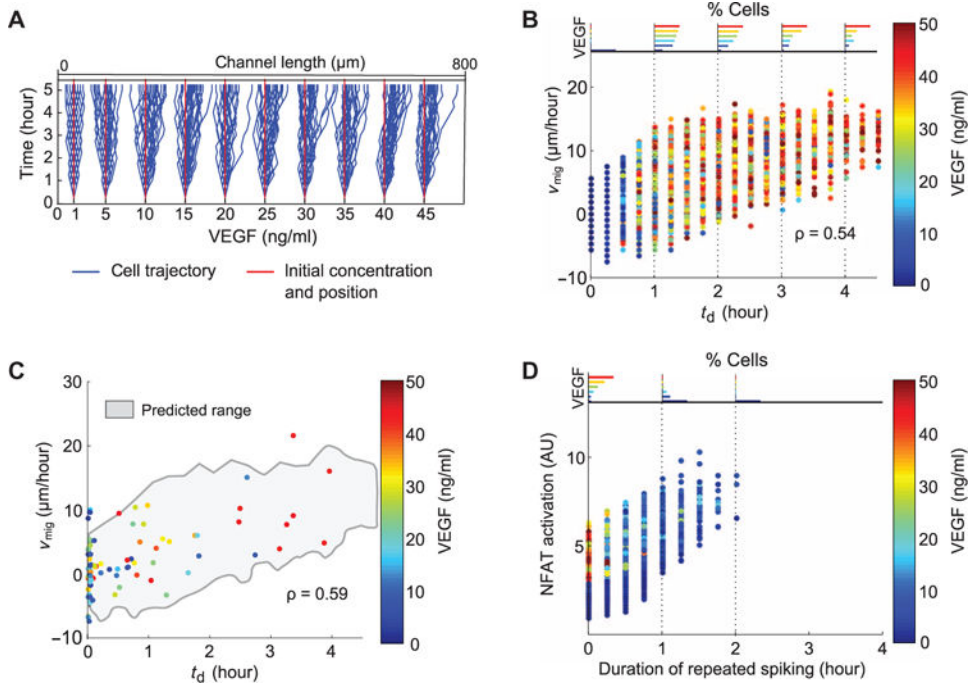 A
0 Channel length (μm) 800
Time (hour)
5
4
3
2
1
0
0 1 5 10 15 20 25 30 35 40 45
VEGF (ng/ml)
Cell trajectory
Initial concentration
and position
B
% Cells
VEGF
v_mig (μm/hour)
20
10
0
−10
ρ = 0.54
0 1 2 3 4
t_d (hour)
50
40
30
20
10
0
VEGF (ng/ml)
C
v_mig (μm/hour)
30
20
10
0
−10
Predicted range
ρ = 0.59
0 1 2 3 4
t_d (hour)
50
40
30
20
10
0
VEGF (ng/ml)
D
% Cells
VEGF
NFAT activation (AU)
10
5
0 1 2 3 4
Duration of repeated spiking (hour)
50
40
30
20
10
0
VEGF (ng/ml)